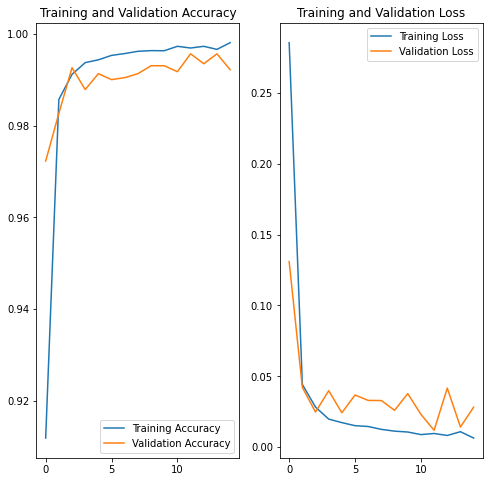 Training and Validation Accuracy
1.00
0.98
0.96
0.94
0.92
0
5
10
Training Accuracy
Validation Accuracy
Training and Validation Loss
Training Loss
Validation Loss
0.25
0.20
0.15
0.10
0.05
0.00
0
5
10